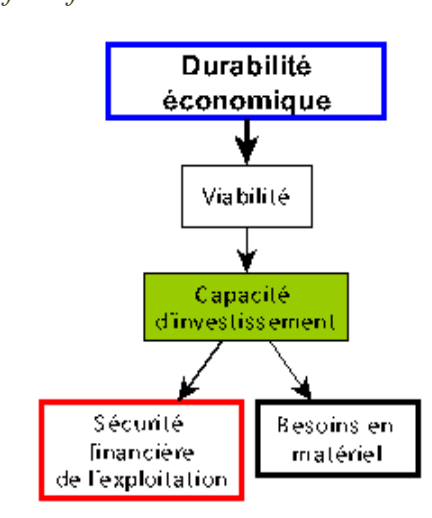 Durabilité
économique
Viabilité
Capacité
d'investissement
Sécurité
financière
de l'exploitation
Besoins en
matériel